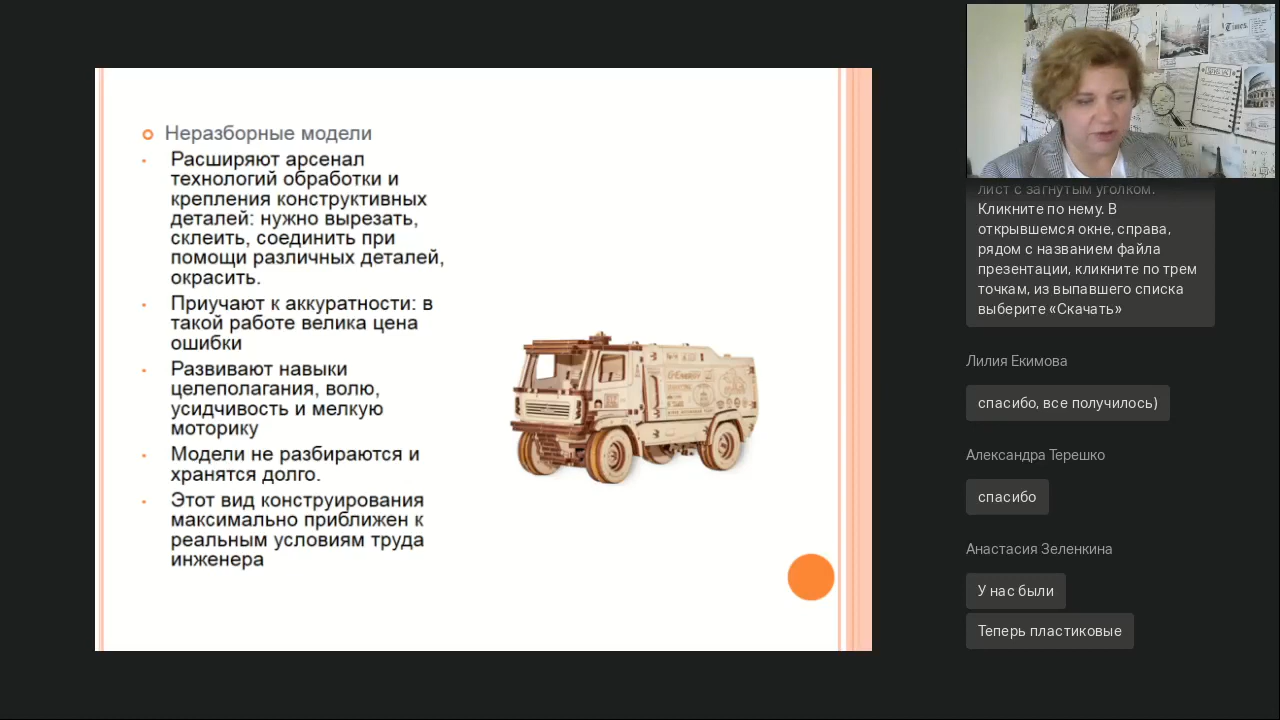 Неразборные модели
Расширяют арсенал
технологий обработки и
крепления конструктивных
деталей: нужно вырезать,
склеить, соединить при
помощи различных деталей,
окрасить.
Приучают к аккуратности: в
такой работе велика цена
ошибки
Развивают навыки
целеполагания, волю,
усидчивость и мелкую
моторику
Модели не разбираются и
хранятся долго.
Этот вид конструирования
максимально приближен к
реальным условиям труда
инженера
Times
лист с загнутым уголком.
Кликните по нему. В
открывшемся окне, справа,
рядом с названием файла
презентации, кликните по трем
точкам, из выпавшего списка
выберите «Скачать»
Лилия Екимова
спасибо, все получилось)
Александра Терешко
спасибо
Анастасия Зеленкина
У нас были
Теперь пластиковые